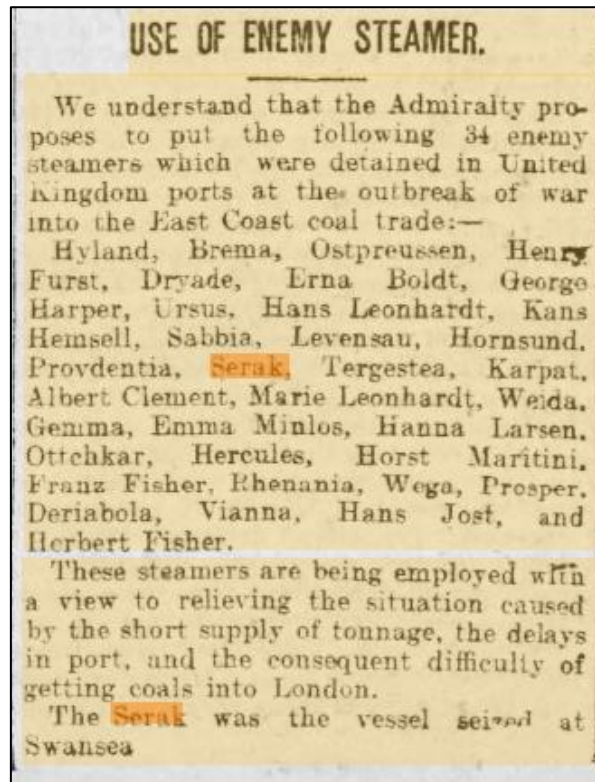 USE OF ENEMY STEAMER.
We understand that the Admiralty pro-
poses to put the following 34 enemy
steamers which were detained in United
Kingdom ports at the outbreak of war
into the East Coast coal trade:—
Hyland, Brema, Ostpreussen, Henry
Furst, Dryade, Erna Boldt, George
Harper, Ursus, Hans Leonhardt, Kans
Hemsell, Sabbia, Levensau, Hornsund,
Provdentia, Serak, Tergestea, Karpat,
Albert Clement, Marie Leonhardt, Weida,
Gemma, Emma Minlos, Hanna Larsen,
Ottchkar, Hercules, Horst Maritini,
Franz Fisher, Rhenania, Wega, Prosper,
Deriabola, Vianna, Hans Jost, and
Herbert Fisher.
These steamers are being employed with
a view to relieving the situation caused
by the short supply of tonnage, the delays
in port, and the consequent difficulty of
getting coals into London.
The Serak was the vessel seized at
Swansea